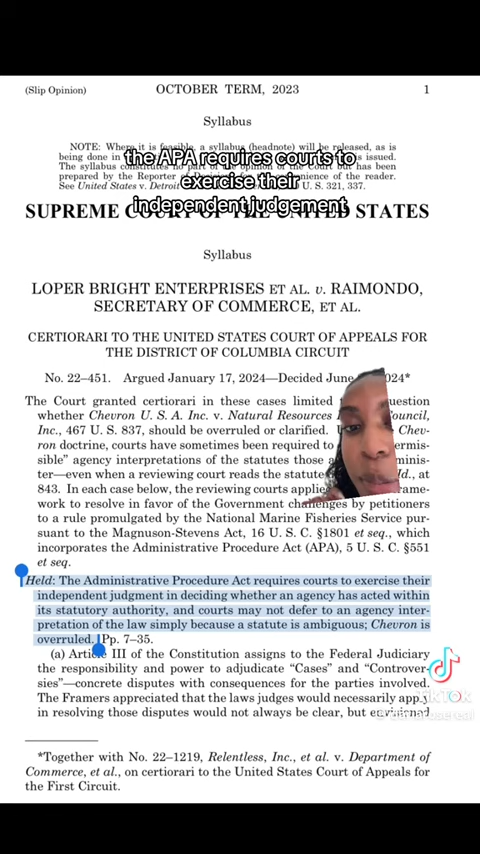 (Slip Opinion) OCTOBER TERM, 2023 1
Syllabus
NOTE: Where it is feasible, a syllabus (headnote) will be released, as is
being done in
the APA requires courts to
is issued.
The syllabus constitutes no part of the opinion of the Court but has been
prepared by the Reporter of
exercise their
convenience of the reader.
See United States v. Detroit U. S. 321, 337.
independent judgement
SUPREME COURT OF THE UNITED STATES
Syllabus
LOPER BRIGHT ENTERPRISES ET AL. v. RAIMONDO,
SECRETARY OF COMMERCE, ET AL.
CERTIORARI TO THE UNITED STATES COURT OF APPEALS FOR
THE DISTRICT OF COLUMBIA CIRCUIT
No. 22–451. Argued January 17, 2024—Decided June 2024*
The Court granted certiorari in these cases limited
whether Chevron U. S. A. Inc. v. Natural Resources
Inc., 467 U. S. 837, should be overruled or clarified. Chev-
ron doctrine, courts have sometimes been required to
sible” agency interpretations of the statutes those
ter—even when a reviewing court reads the statute at
843. In each case below, the reviewing courts
work to resolve in favor of the Government challenges by petitioners
to a rule promulgated by the National Marine Fisheries Service pur-
suant to the Magnuson-Stevens Act, 16 U. S. C. §1801 et seq., which
incorporates the Administrative Procedure Act (APA), 5 U. S. C. §551
et seq.
Held: The Administrative Procedure Act requires courts to exercise their
independent judgment in deciding whether an agency has acted within
its statutory authority, and courts may not defer to an agency inter-
pretation of the law simply because a statute is ambiguous; Chevron is
overruled. Pp. 7–35.
(a) Article III of the Constitution assigns to the Federal Judiciary
the responsibility and power to adjudicate “Cases” and “Controver-
sies”—concrete disputes with consequences for the parties involved.
The Framers appreciated that the laws judges would necessarily apply
in resolving those disputes would not always be clear, but envisioned
TikTok
*Together with No. 22–1219, Relentless, Inc., et al. v. Department of
Commerce, et al., on certiorari to the United States Court of Appeals for
the First Circuit.